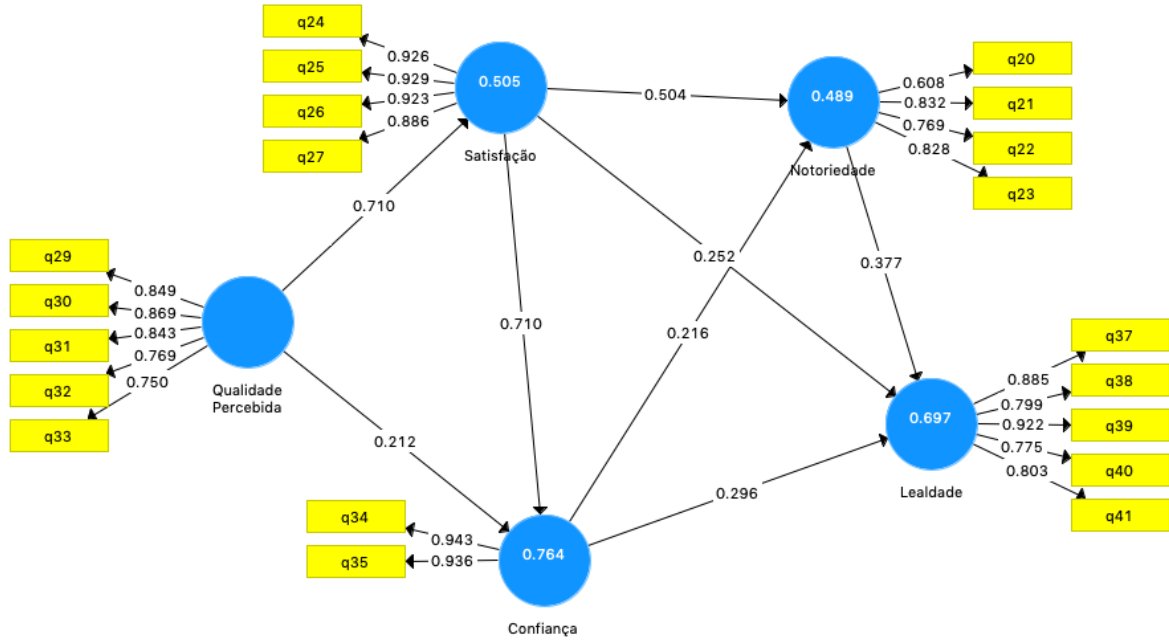 q24
q25
q26
q27
0.926
0.929
0.923
0.886
0.505
Satisfação
0.504
0.489
Notoriedade
q20
q21
q22
q23
0.608
0.832
0.769
0.828
0.710
q29
q30
q31
q32
q33
0.849
0.869
0.843
0.769
0.750
Qualidade
Percebida
0.710
0.252
0.216
0.377
0.212
0.296
q34
q35
0.943
0.936
0.764
Confiança
0.697
Lealdade
0.885
0.799
0.922
0.775
0.803
q37
q38
q39
q40
q41